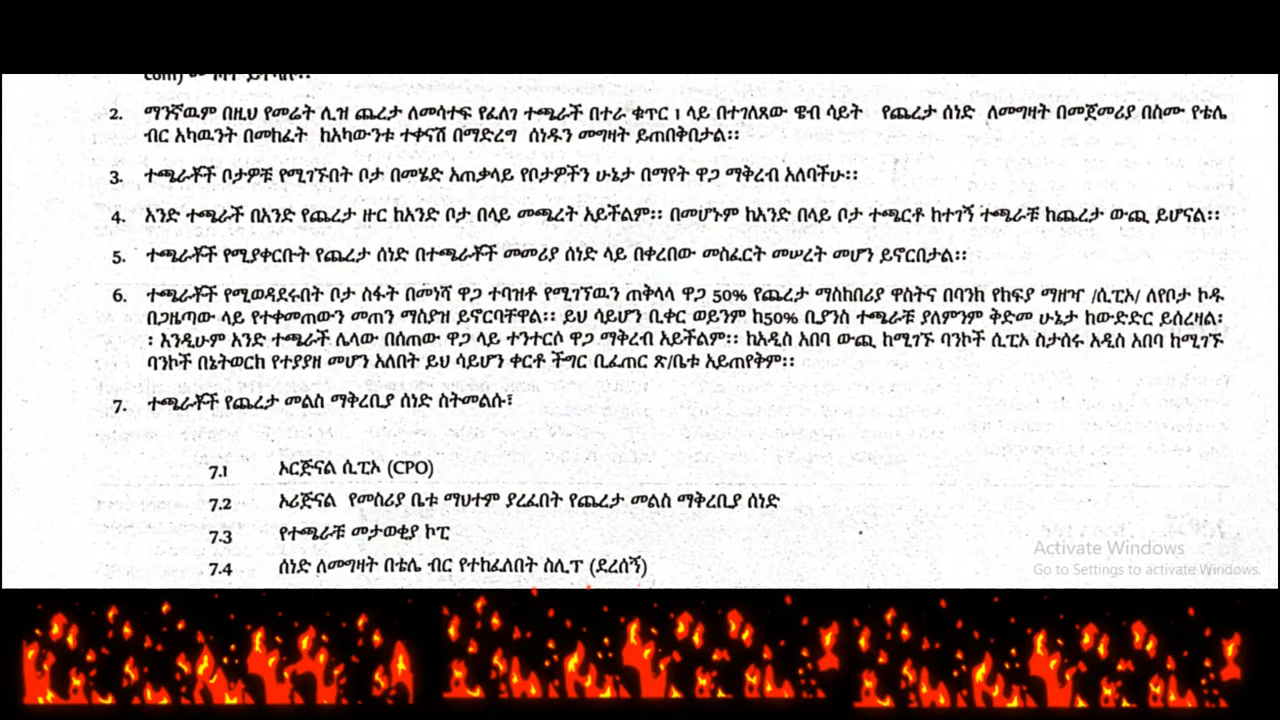 com) መግዛት ይችላሉ፡፡
2. ማንኛዉም በዚህ የመሬት ሊዝ ጨረታ ለመሳተፍ የፈለገ ተጫራች በተራ ቁጥር 1 ላይ በተገለጸው ዌብ ሳይት የጨረታ ሰነድ ለመግዛት በመጀመሪያ በስሙ የቴሌ
ብር አካዉንት በመክፈት ከአካውንቱ ተቀናሽ በማድረግ ሰነዱን መግዛት ይጠበቅበታል፡፡
3. ተጫራቾች ቦታዎቹ የሚገኙበት ቦታ በመሄድ አጠቃላይ የቦታዎችን ሁኔታ በማየት ዋጋ ማቅረብ አለባችሁ፡፡
4. አንድ ተጫራች በአንድ የጨረታ ዙር ከአንድ ቦታ በላይ መጫረት አይችልም፡፡ በመሆኑም ከአንድ በላይ ቦታ ተጫርቶ ከተገኝ ተጫራቹ ከጨረታ ውጪ ይሆናል፡፡
5. ተጫራቾች የሚያቀርቡት የጨረታ ሰነድ በተጫራቾች መመሪያ ሰነድ ላይ በቀረበው መስፈርት መሠረት መሆን ይኖርበታል፡፡
6. ተጫራቾች የሚወዳደሩበት ቦታ ስፋት በመነሻ ዋጋ ተባዝቶ የሚገኘዉን ጠቅላላ ዋጋ 50% የጨረታ ማስከበሪያ ዋስትና በባንክ የከፍያ ማዘዣ /ሲፒኦ/ ለየቦታ ኮዱ
በጋዜጣው ላይ የተቀመጠውን መጠን ማስያዝ ይኖርባቸዋል፡፡ ይህ ሳይሆን ቢቀር ወይንም ከ50% ቢያንስ ተጫራቹ ያለምንም ቅድመ ሁኔታ ከውድድር ይሰረዛል፡
፡ እንዲሁም አንድ ተጫራች ሌላው በሰጠው ዋጋ ላይ ተንተርሶ ዋጋ ማቅረብ አይችልም፡፡ ከአዲስ አበባ ውጪ ከሚገኙ ባንኮች ሲፒኦ ስታሰሩ አዲስ አበባ ከሚገኙ
ባንኮች በኔትወርክ የተያያዘ መሆን አለበት ይህ ሳይሆን ቀርቶ ችግር ቢፈጠር ጽ/ቤቱ አይጠየቅም፡፡
7. ተጫራቾች የጨረታ መልስ ማቅረቢያ ሰነድ ስትመልሱ፣
7.1 ኦርጅናል ሲፒኦ (CPO)
7.2 ኦሪጅናል የመስሪያ ቤቱ ማህተም ያረፈበት የጨረታ መልስ ማቅረቢያ ሰነድ
7.3 የተጫራቹ መታወቂያ ኮፒ
7.4 ሰነድ ለመግዛት በቴሌ ብር የተከፈለበት ስሊፕ (ደረሰኝ)
Activate Windows
Go to Settings to activate Windows.